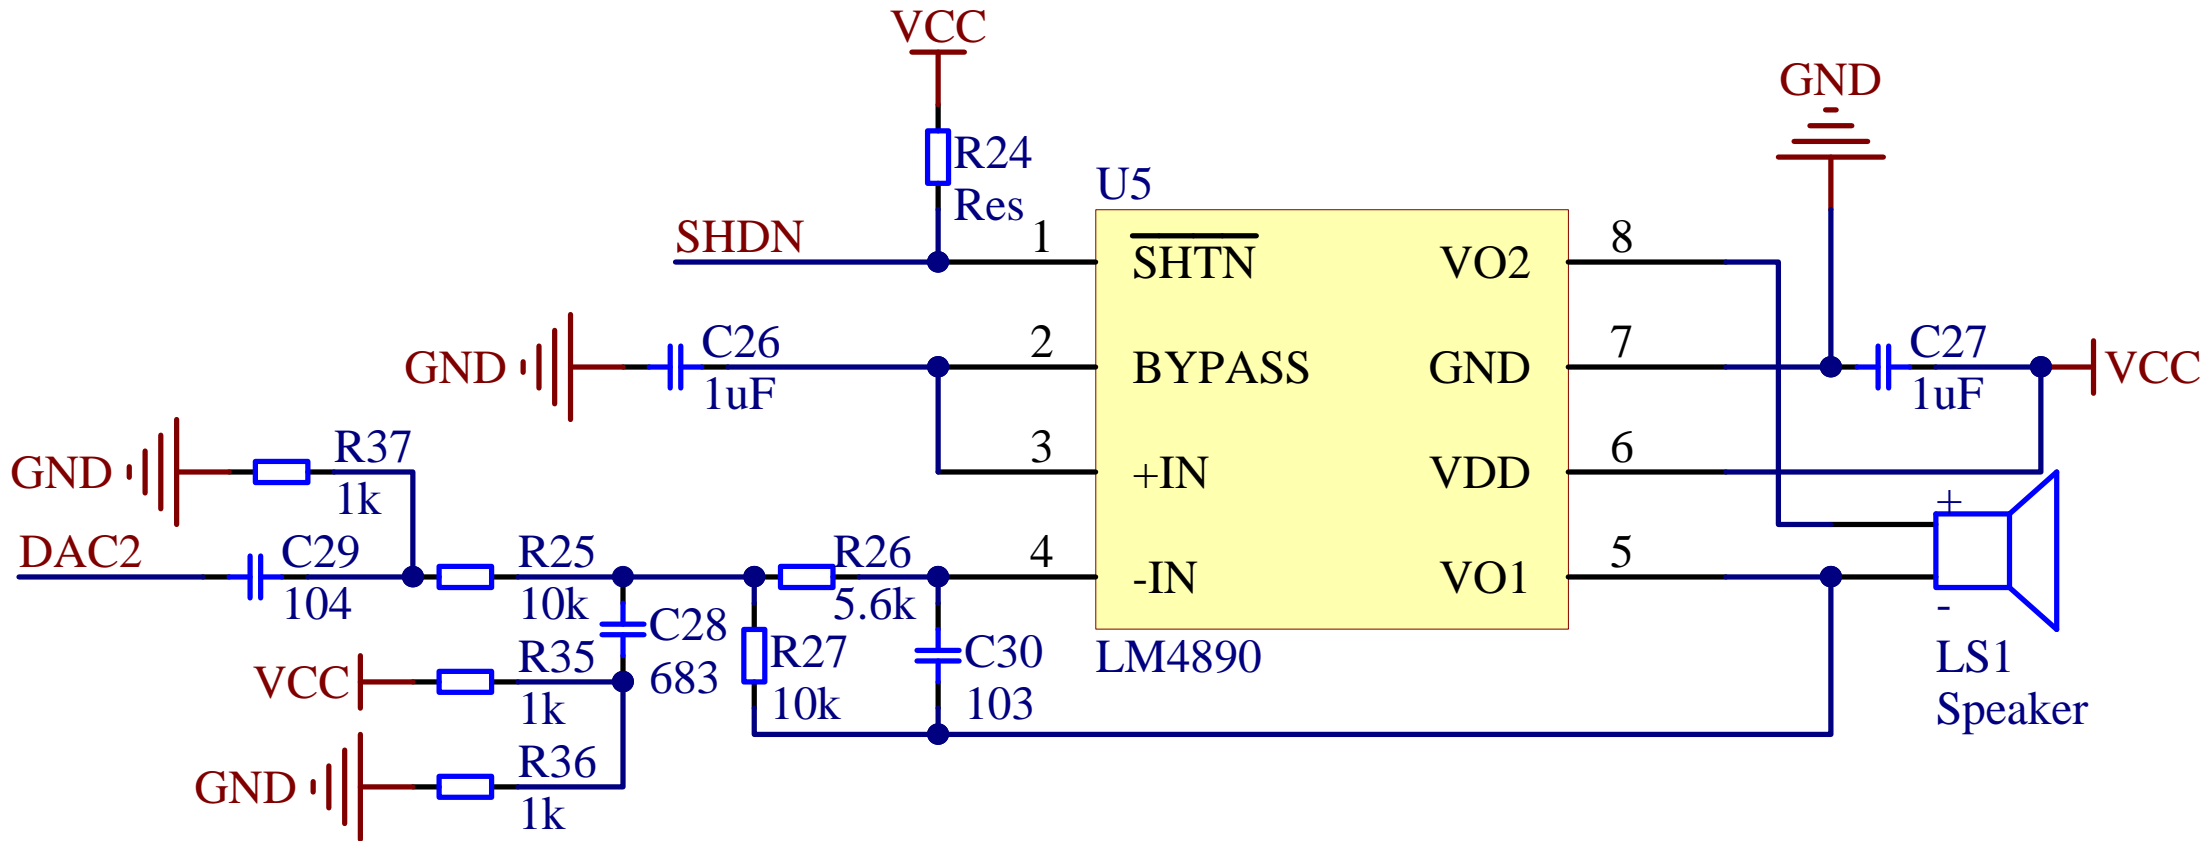 VCC
GND
R24
Res
U5
SHDN
1
SHTN
VO2
8
C26
1uF
GND
2
BYPASS
GND
7
C27
1uF
VCC
R37
1k
GND
3
+IN
VDD
6
DAC2
C29
104
R25
10k
R26
5.6k
4
-IN
VO1
5
+
-
C28
683
R27
10k
C30
103
LM4890
LS1
Speaker
VCC
R35
1k
GND
R36
1k